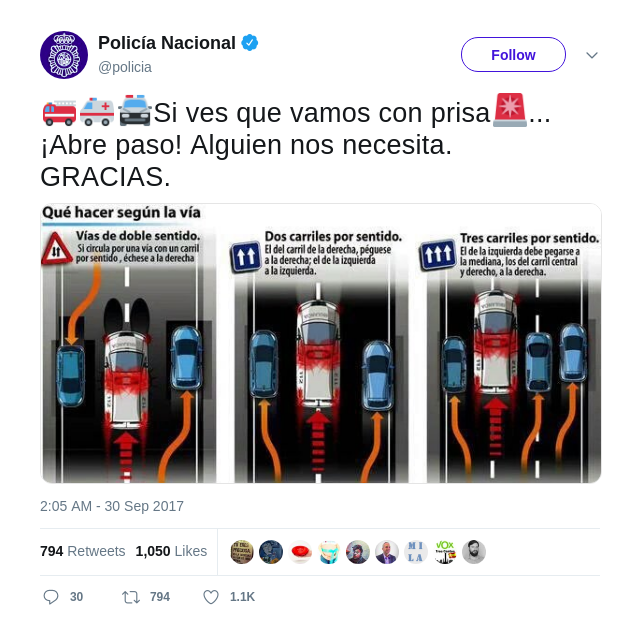 Policía Nacional
@policia
Follow
Si ves que vamos con prisa...
¡Abre paso! Alguien nos necesita.
GRACIAS.
Qué hacer según la vía
Vías de doble sentido.
Si circula por una vía con un carril
por sentido , échese a la derecha
Dos carriles por sentido.
El del carril de la derecha, péguese
a la derecha; el de la izquierda
a la izquierda.
Tres carriles por sentido.
El de la izquierda debe pegarse a
la mediana, los del carril central
y derecho, a la derecha.
2:05 AM - 30 Sep 2017
794 Retweets 1,050 Likes
M I
L A
VOX
30 794 1.1K